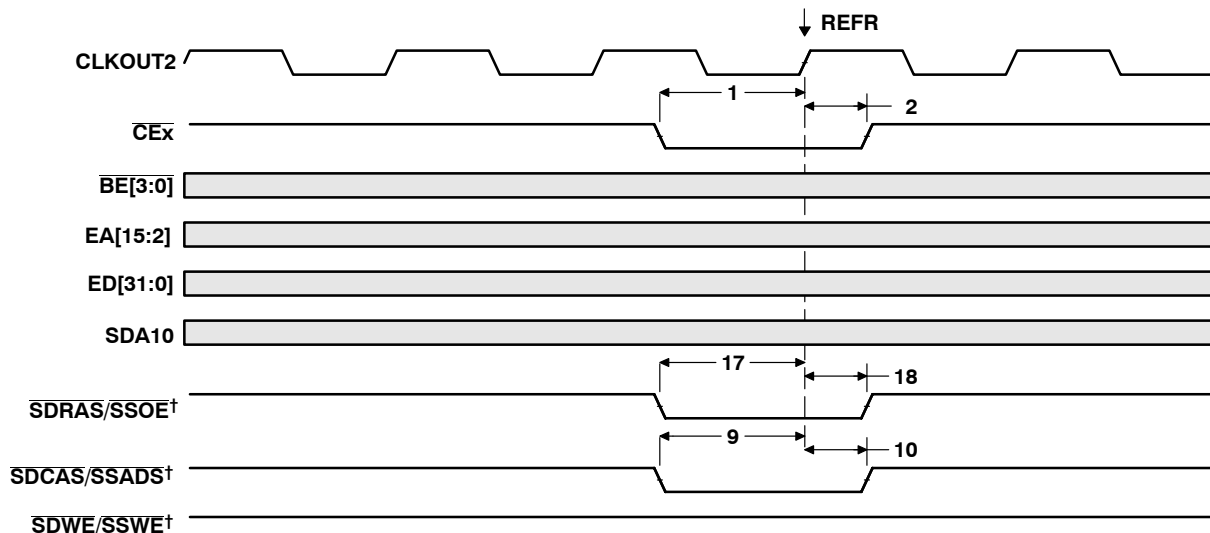 REFR
CLKOUT2
1
2
CEx
BE[3:0]
EA[15:2]
ED[31:0]
SDA10
17
18
SDRAS/SSOE†
9
10
SDCAS/SSADS†
SDWE/SSWE†